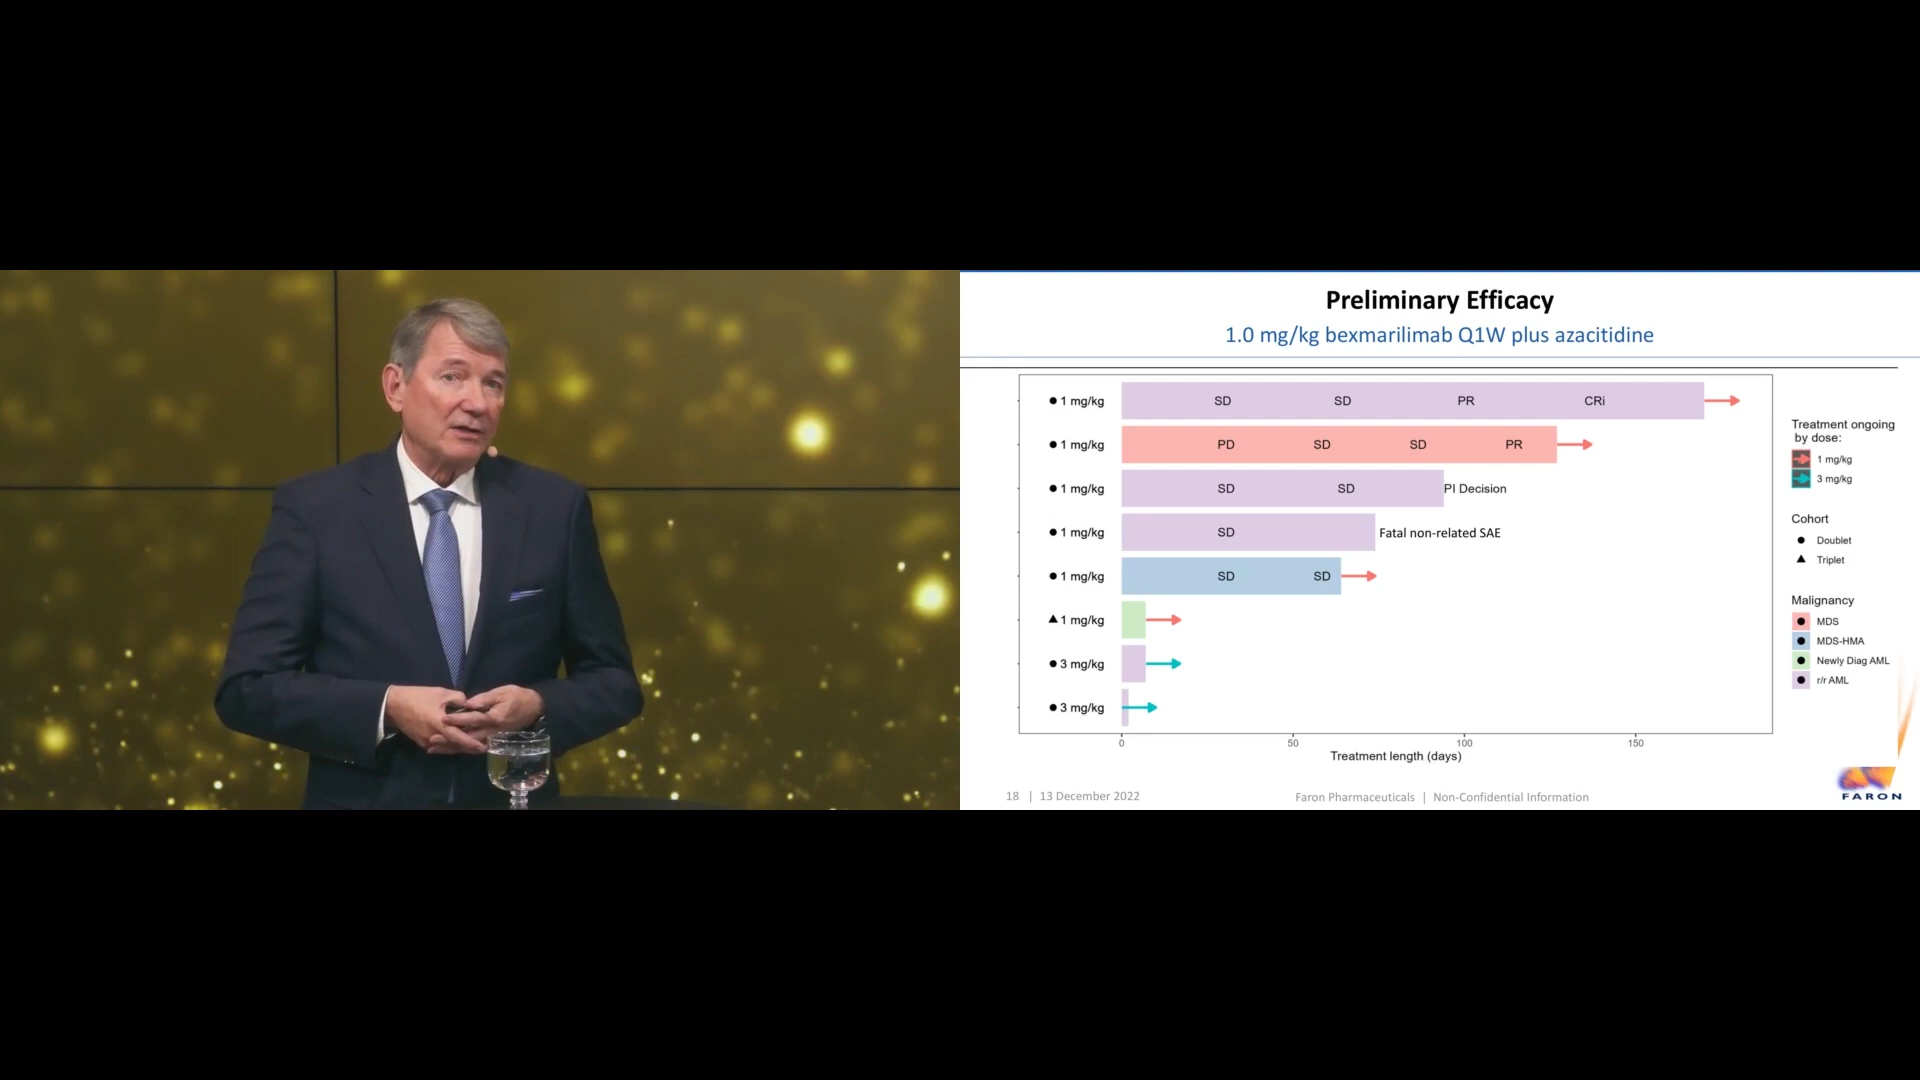 Preliminary Efficacy
1.0 mg/kg bexmarilimab Q1W plus azacitidine
1 mg/kg SD SD PR CRi
1 mg/kg PD SD SD PR
1 mg/kg SD SD PI Decision
1 mg/kg SD Fatal non-related SAE
1 mg/kg SD SD
1 mg/kg
3 mg/kg
3 mg/kg
0 50 100 150
Treatment length (days)
Treatment ongoing
by dose:
1 mg/kg
3 mg/kg
Cohort
Doublet
Triplet
Malignancy
MDS
MDS-HMA
Newly Diag AML
r/r AML
18 | 13 December 2022
Faron Pharmaceuticals | Non-Confidential Information
FARON